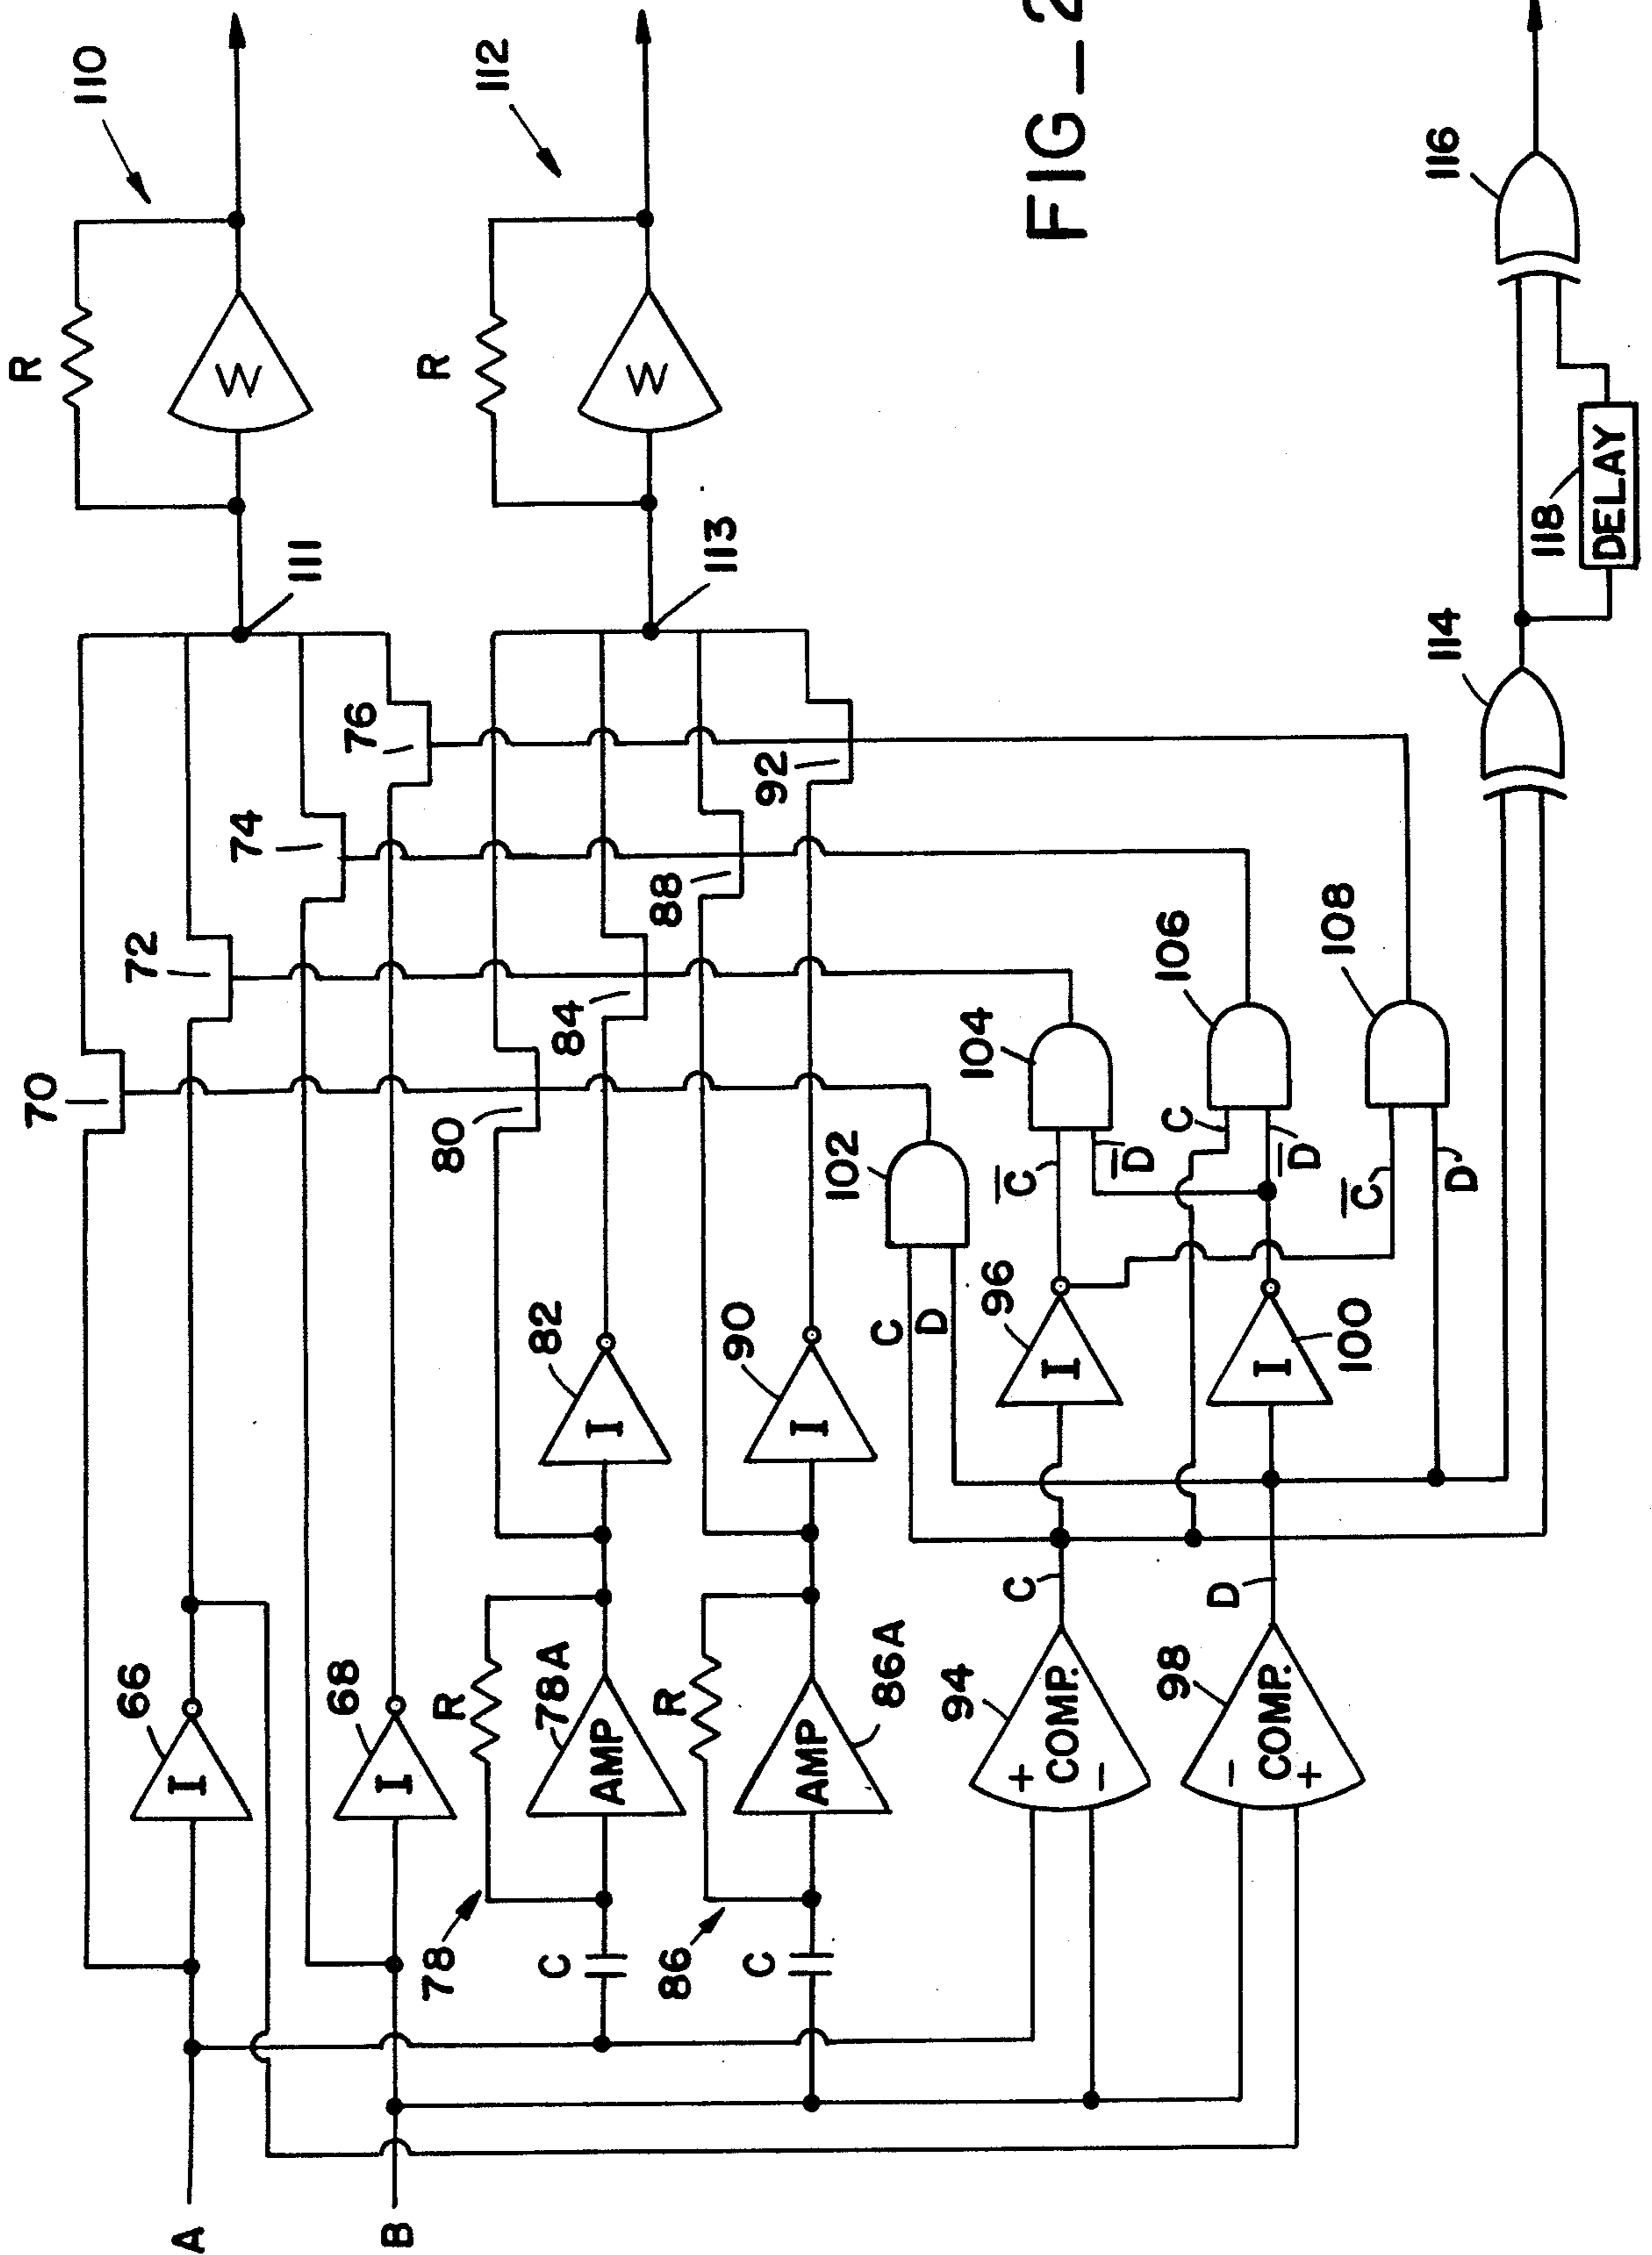 110
R
W
111
112
R
W
113
FIG_2
70
72
74
76
80
84
88
92
66
I
68
I
78
C
R
78A
AMP
82
I
86
C
R
86A
AMP
90
I
94
+
COMP.
−
C
98
−
COMP.
+
D
96
I
100
I
C
D
102
C̅
D̅
104
C
D̅
106
C̅
D
108
114
118
DELAY
116
A
B